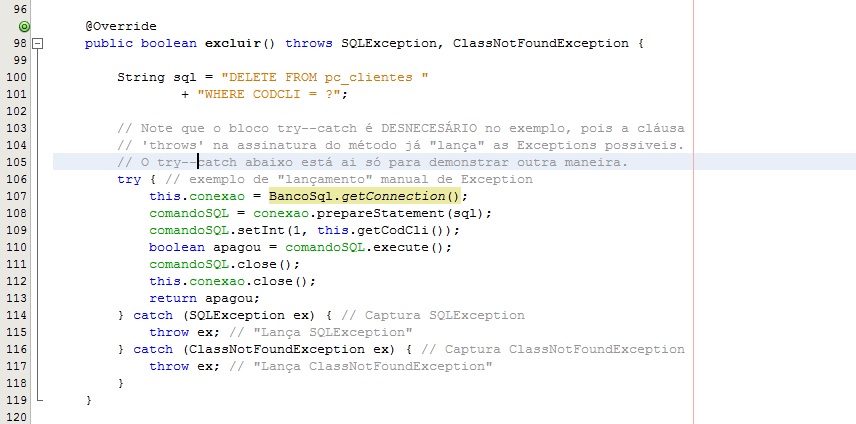 96
@Override
98 public boolean excluir() throws SQLException, ClassNotFoundException {
99
100 String sql = "DELETE FROM pc_clientes "
101 + "WHERE CODCLI = ?";
102
103 // Note que o bloco try--catch é DESNECESÁRIO no exemplo, pois a cláusa
104 // 'throws' na assinatura do método já "lança" as Exceptions possiveis.
105 // O try--catch abaixo está ai só para demonstrar outra maneira.
106 try { // exemplo de "lançamento" manual de Exception
107 this.conexao = BancoSql.getConnection();
108 comandoSQL = conexao.prepareStatement(sql);
109 comandoSQL.setInt(1, this.getCodCli());
110 boolean apagou = comandoSQL.execute();
111 comandoSQL.close();
112 this.conexao.close();
113 return apagou;
114 } catch (SQLException ex) { // Captura SQLException
115 throw ex; // "Lança SQLException"
116 } catch (ClassNotFoundException ex) { // Captura ClassNotFoundException
117 throw ex; // "Lança ClassNotFoundException"
118 }
119 }
120